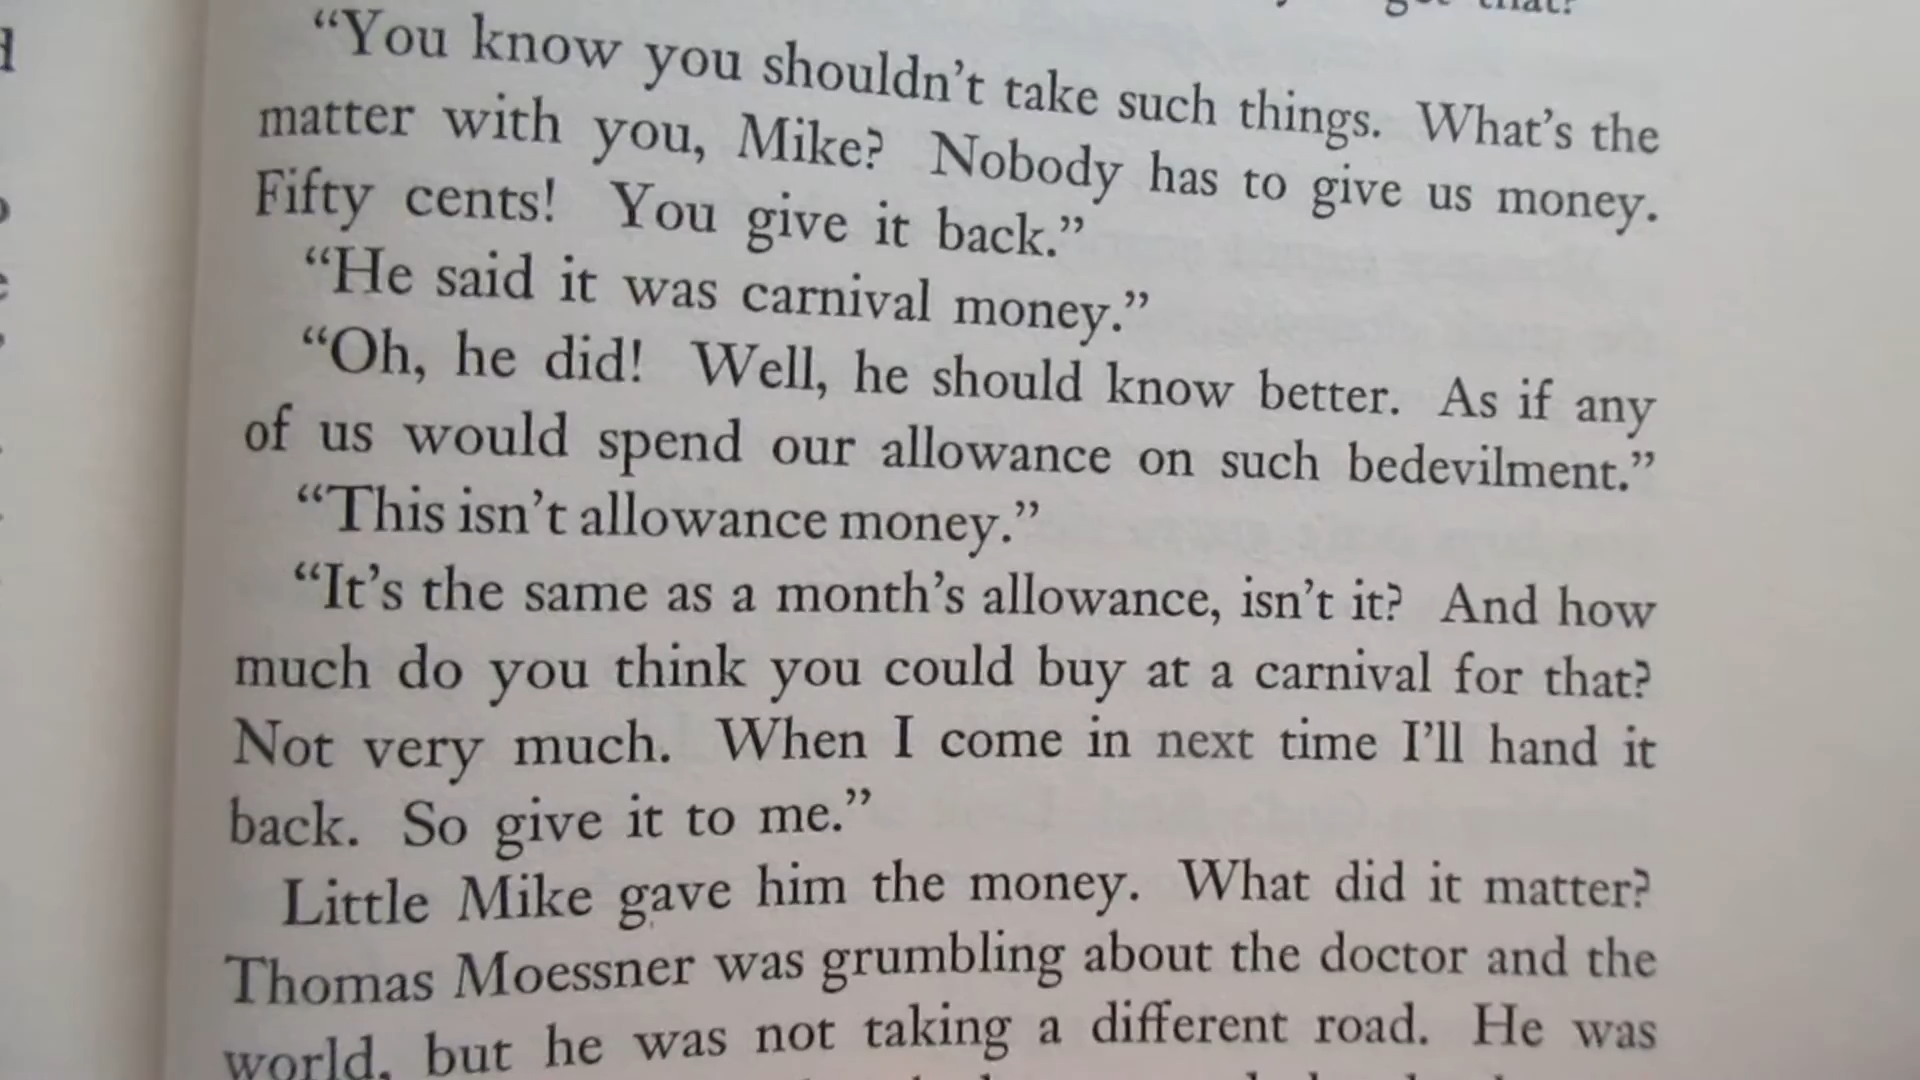 that?
“You know you shouldn’t take such things. What’s the
matter with you, Mike? Nobody has to give us money.
Fifty cents! You give it back.”
“He said it was carnival money.”
“Oh, he did! Well, he should know better. As if any
of us would spend our allowance on such bedevilment.”
“This isn’t allowance money.”
“It’s the same as a month’s allowance, isn’t it? And how
much do you think you could buy at a carnival for that?
Not very much. When I come in next time I’ll hand it
back. So give it to me.”
Little Mike gave him the money. What did it matter?
Thomas Moessner was grumbling about the doctor and the
world, but he was not taking a different road. He was